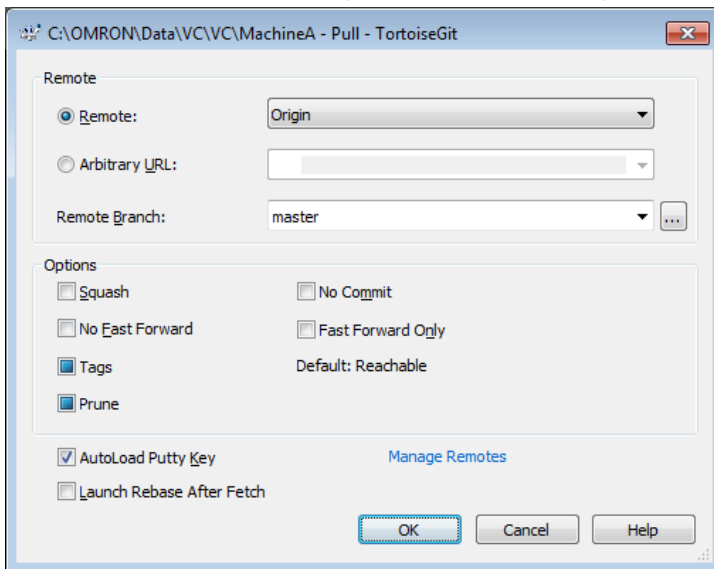 C:\OMRON\Data\VC\VC\MachineA - Pull - TortoiseGit
Remote
Remote: Origin
Arbitrary URL:
Remote Branch: master ...
Options
Squash No Commit
No Fast Forward Fast Forward Only
Tags Default: Reachable
Prune
AutoLoad Putty Key Manage Remotes
Launch Rebase After Fetch
OK Cancel Help